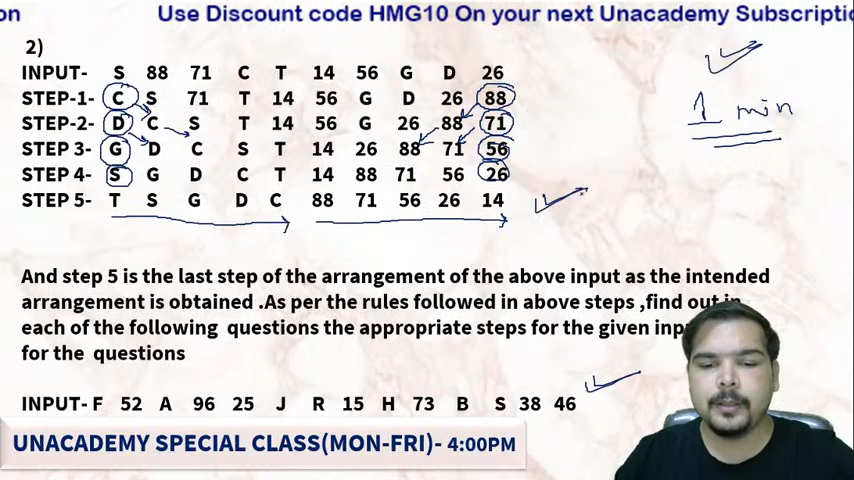 on Use Discount code HMG10 On your next Unacademy Subscriptio
2)
INPUT- S 88 71 C T 14 56 G D 26
STEP-1- C S 71 T 14 56 G D 26 88
STEP-2- D C S T 14 56 G 26 88 71
STEP 3- G D C S T 14 26 88 71 56
STEP 4- S G D C T 14 88 71 56 26
STEP 5- T S G D C 88 71 56 26 14
1 min
And step 5 is the last step of the arrangement of the above input as the intended
arrangement is obtained .As per the rules followed in above steps ,find out in
each of the following questions the appropriate steps for the given inp
for the questions
INPUT- F 52 A 96 25 J R 15 H 73 B S 38 46
UNACADEMY SPECIAL CLASS(MON-FRI)- 4:00PM